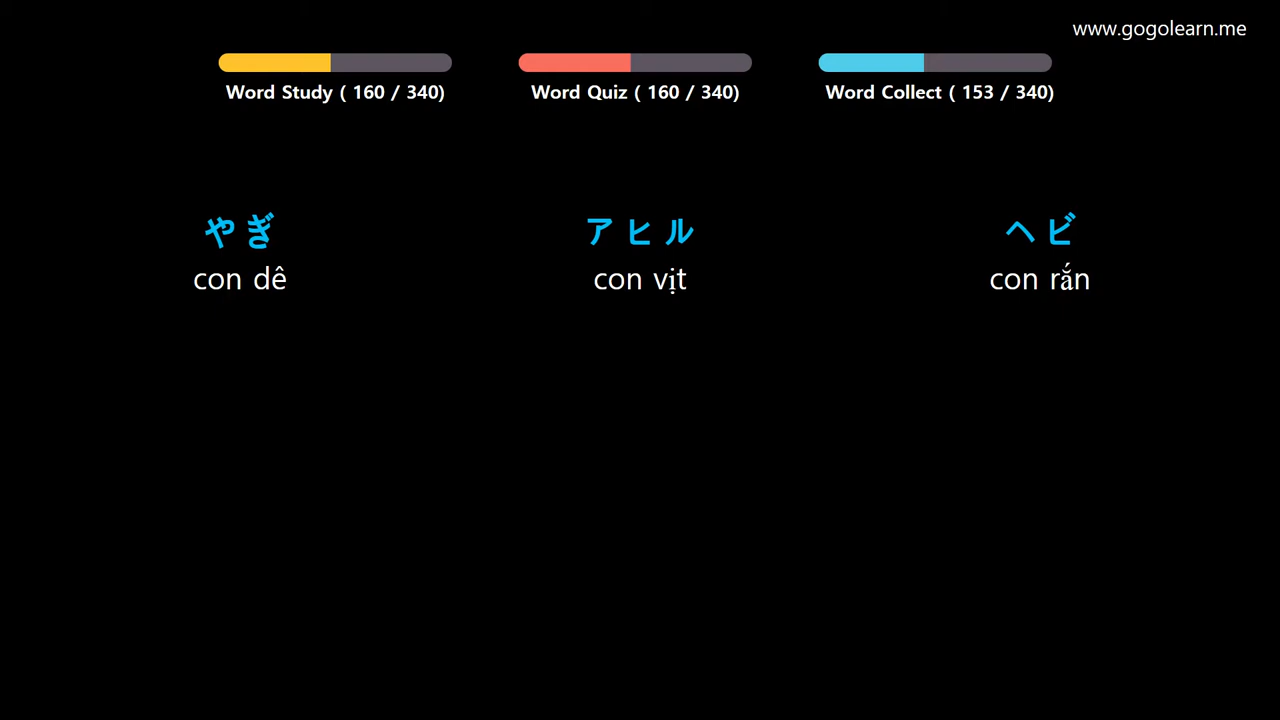 www.gogolearn.me
Word Study ( 160 / 340)
Word Quiz ( 160 / 340)
Word Collect ( 153 / 340)
やぎ
con dê
アヒル
con vịt
ヘビ
con rắn